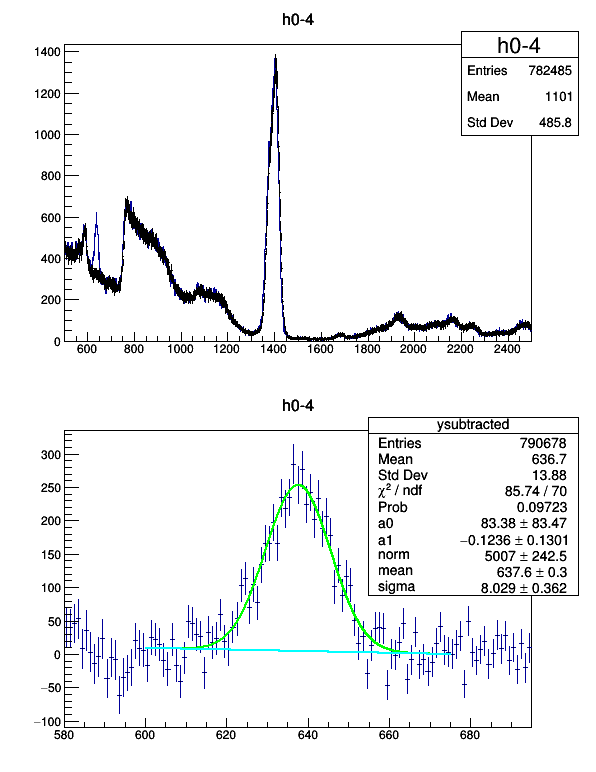 h0-4
h0-4
Entries 782485
Mean 1101
Std Dev 485.8
1400
1200
1000
800
600
400
200
0
600 800 1000 1200 1400 1600 1800 2000 2200 2400
h0-4
ysubtracted
Entries 790678
Mean 636.7
Std Dev 13.88
χ² / ndf 85.74 / 70
Prob 0.09723
a0 83.38 ± 83.47
a1 −0.1236 ± 0.1301
norm 5007 ± 242.5
mean 637.6 ± 0.3
sigma 8.029 ± 0.362
300
250
200
150
100
50
0
−50
−100
580 600 620 640 660 680